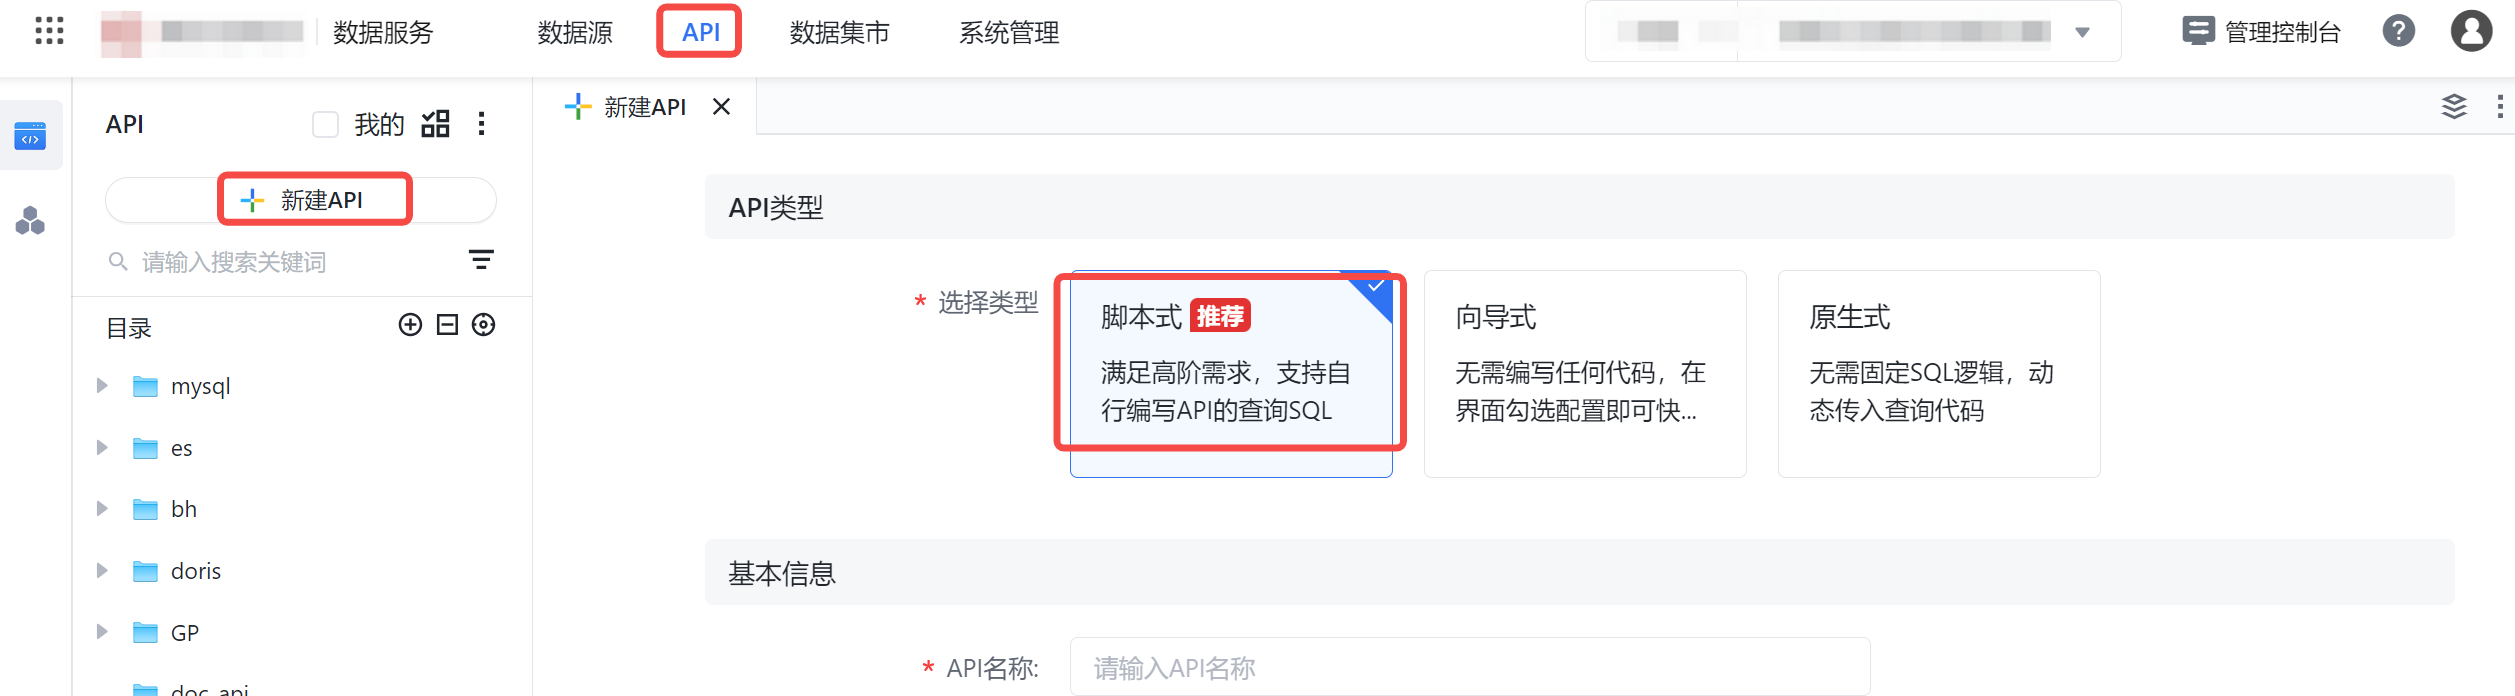 数据服务
数据源
API
数据集市
系统管理
管理控制台
API
我的
新建API
请输入搜索关键词
目录
mysql
es
bh
doris
GP
doc_api
新建API
API类型
* 选择类型
脚本式 推荐
满足高阶需求，支持自
行编写API的查询SQL
向导式
无需编写任何代码，在
界面勾选配置即可快...
原生式
无需固定SQL逻辑，动
态传入查询代码
基本信息
* API名称:
请输入API名称